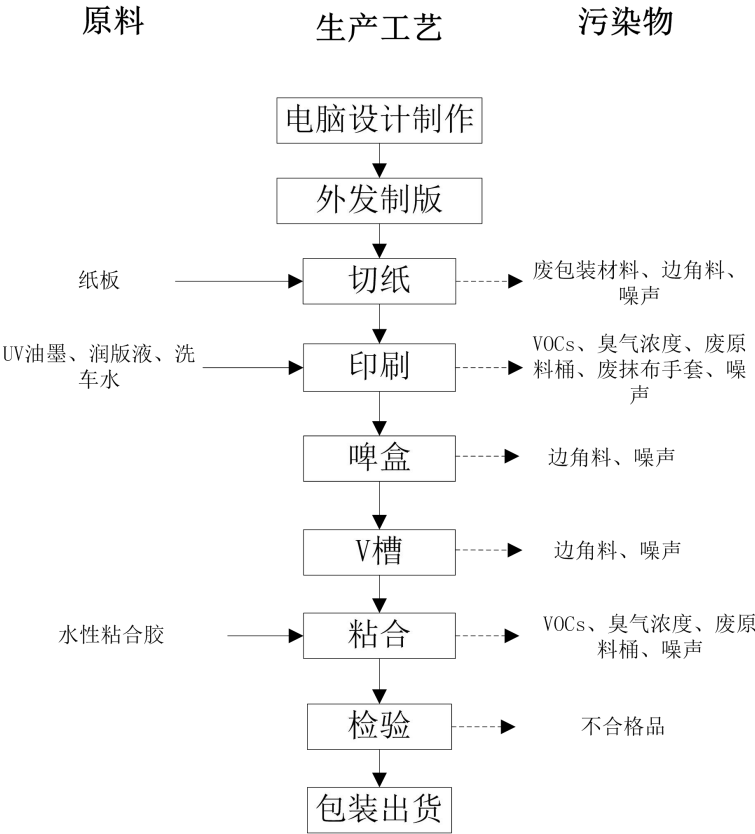 原料
生产工艺
污染物
电脑设计制作
外发制版
纸板
切纸
废包装材料、边角料、
噪声
UV油墨、润版液、洗
车水
印刷
VOCs、臭气浓度、废原
料桶、废抹布手套、噪
声
啤盒
边角料、噪声
V槽
边角料、噪声
水性粘合胶
粘合
VOCs、臭气浓度、废原
料桶、噪声
检验
不合格品
包装出货